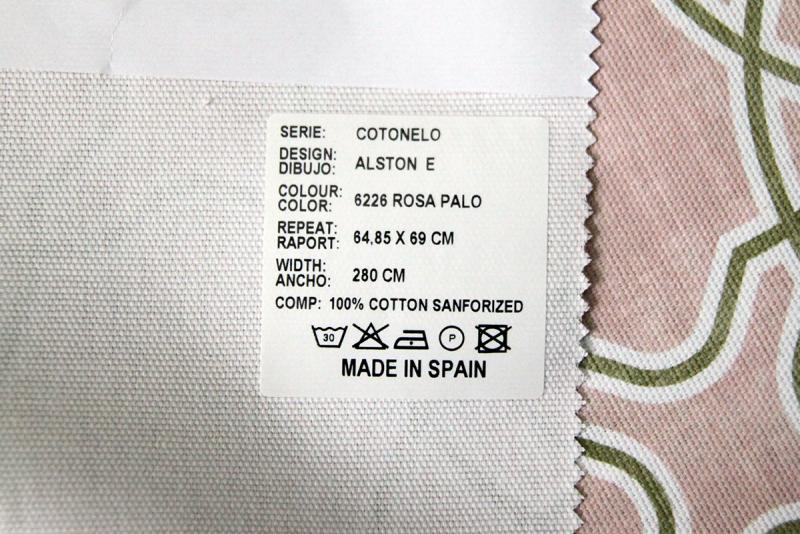 SERIE: COTONELO
DESIGN:
DIBUJO: ALSTON E
COLOUR:
COLOR: 6226 ROSA PALO
REPEAT:
RAPORT: 64,85 X 69 CM
WIDTH:
ANCHO: 280 CM
COMP: 100% COTTON SANFORIZED
30 P
MADE IN SPAIN